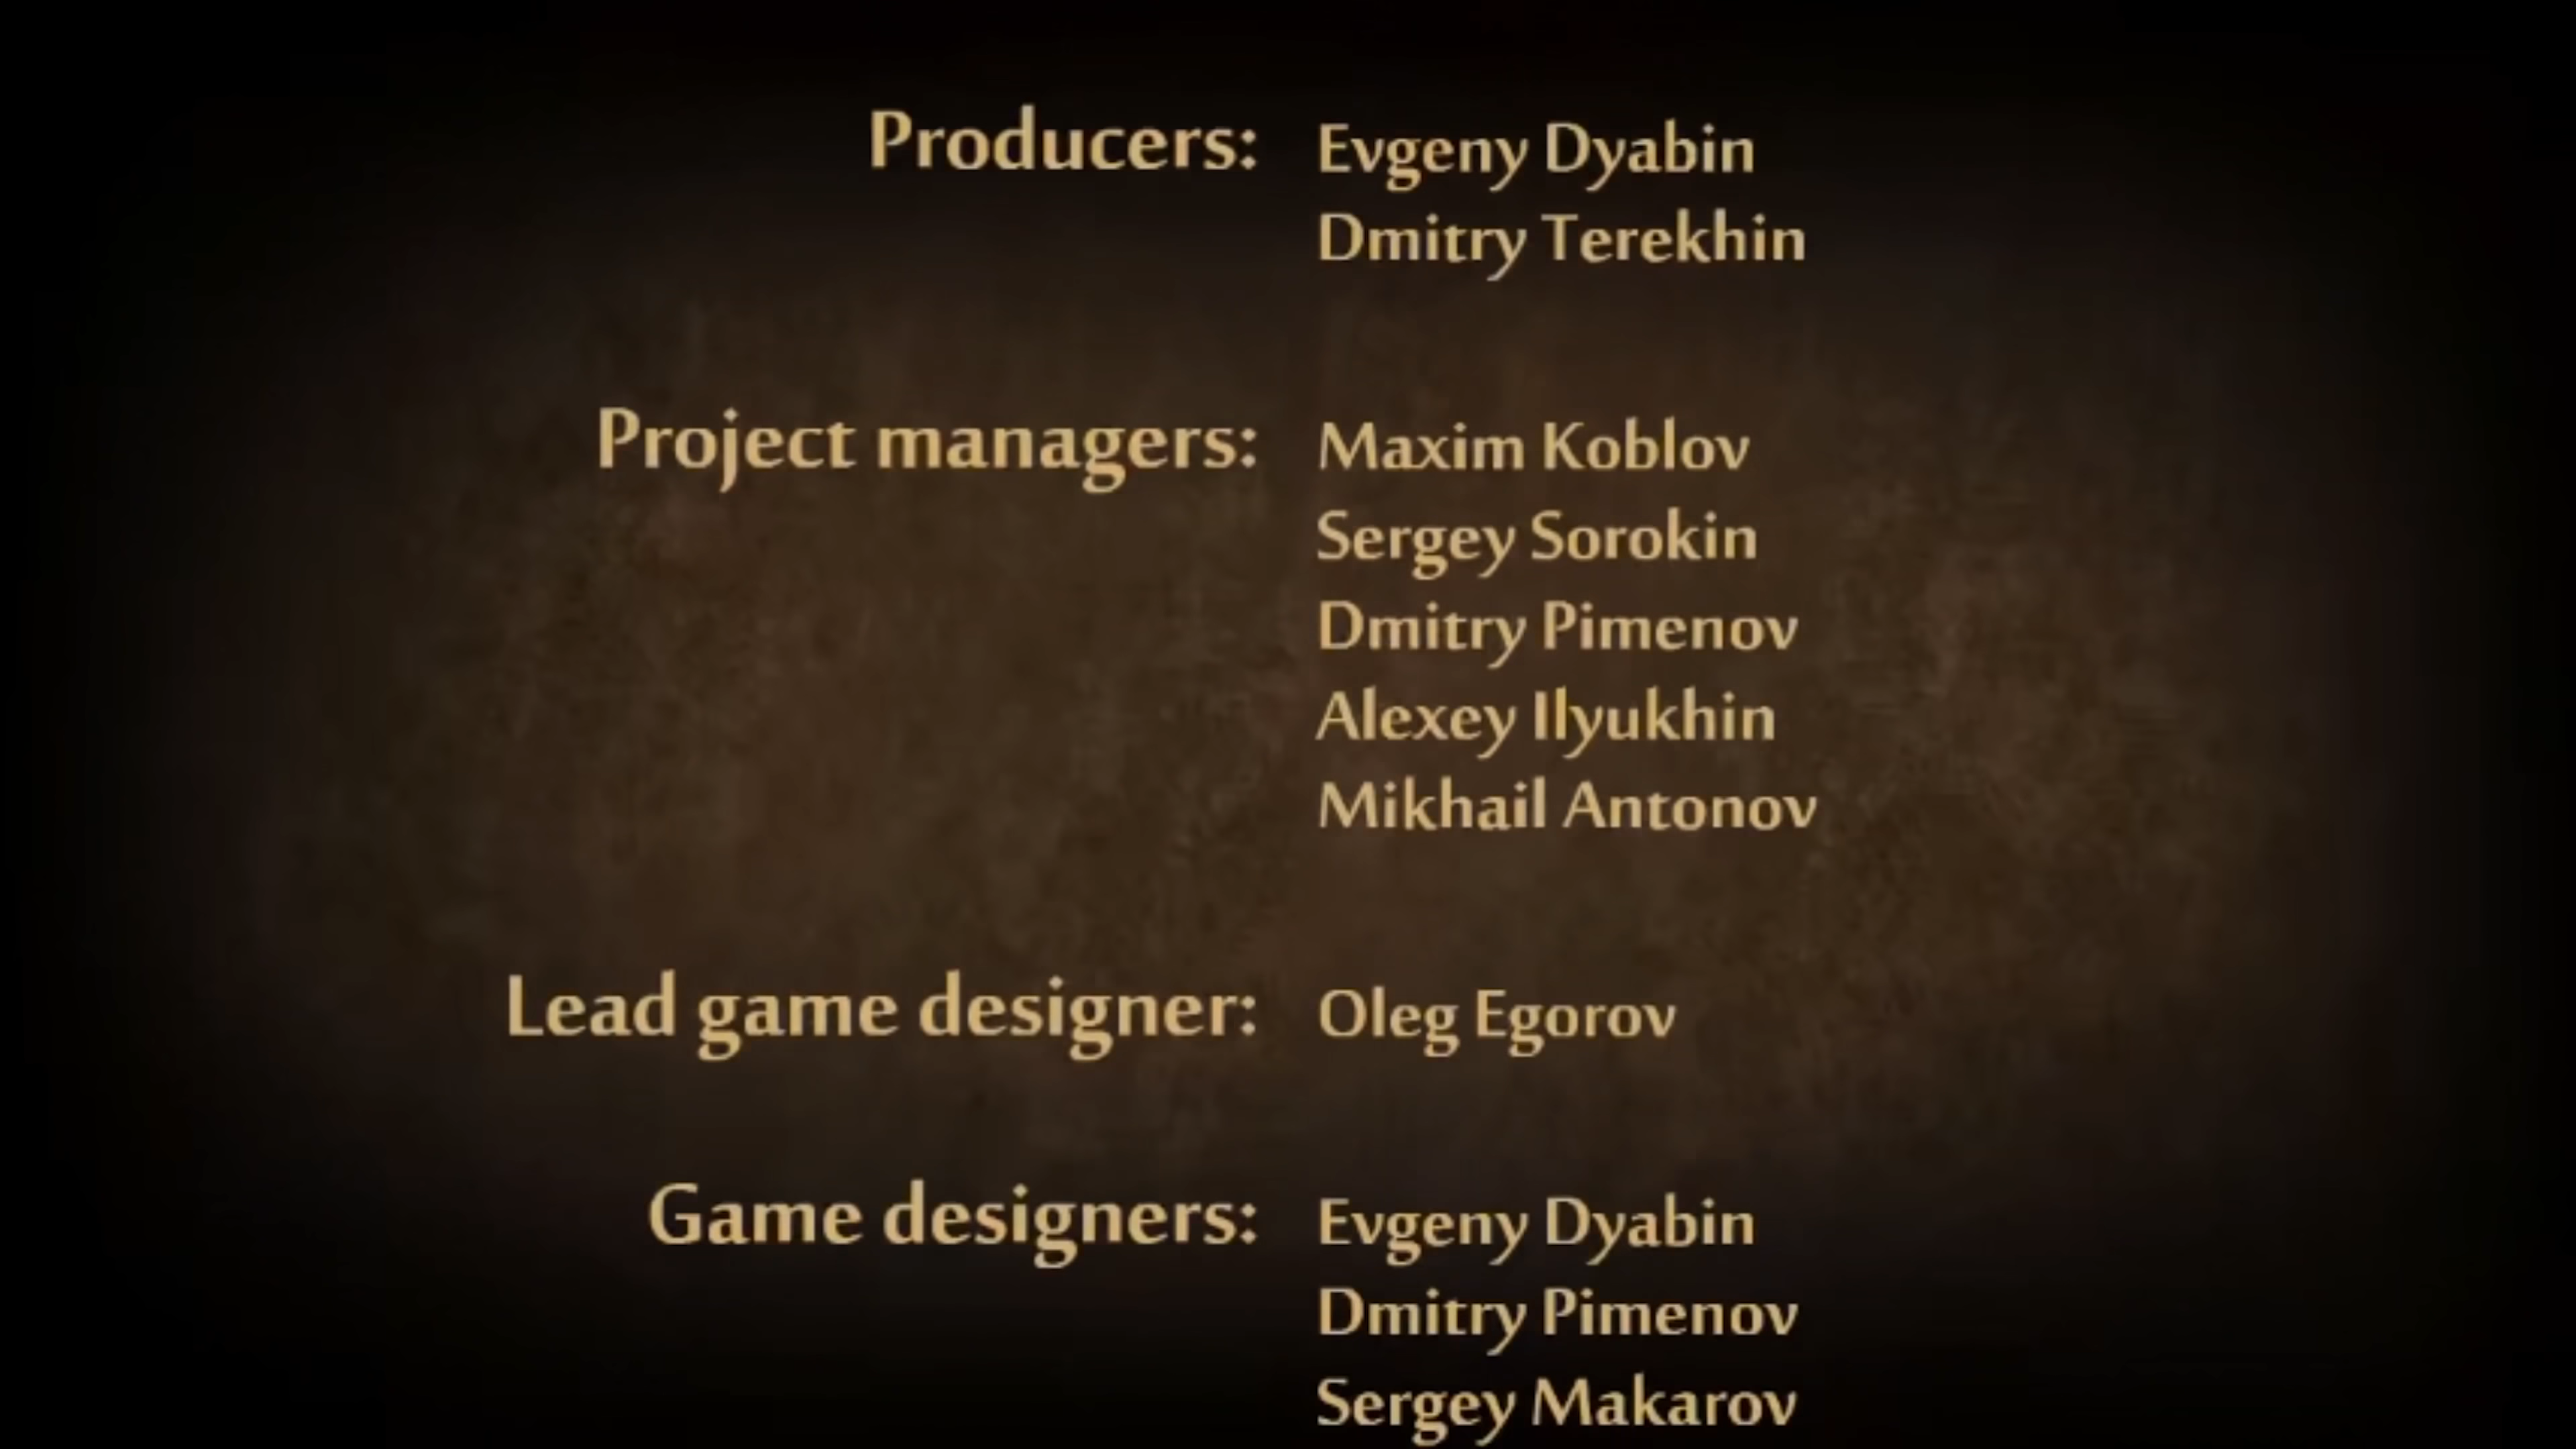 Producers: Evgeny Dyabin
Dmitry Terekhin
Project managers: Maxim Koblov
Sergey Sorokin
Dmitry Pimenov
Alexey Ilyukhin
Mikhail Antonov
Lead game designer: Oleg Egorov
Game designers: Evgeny Dyabin
Dmitry Pimenov
Sergey Makarov